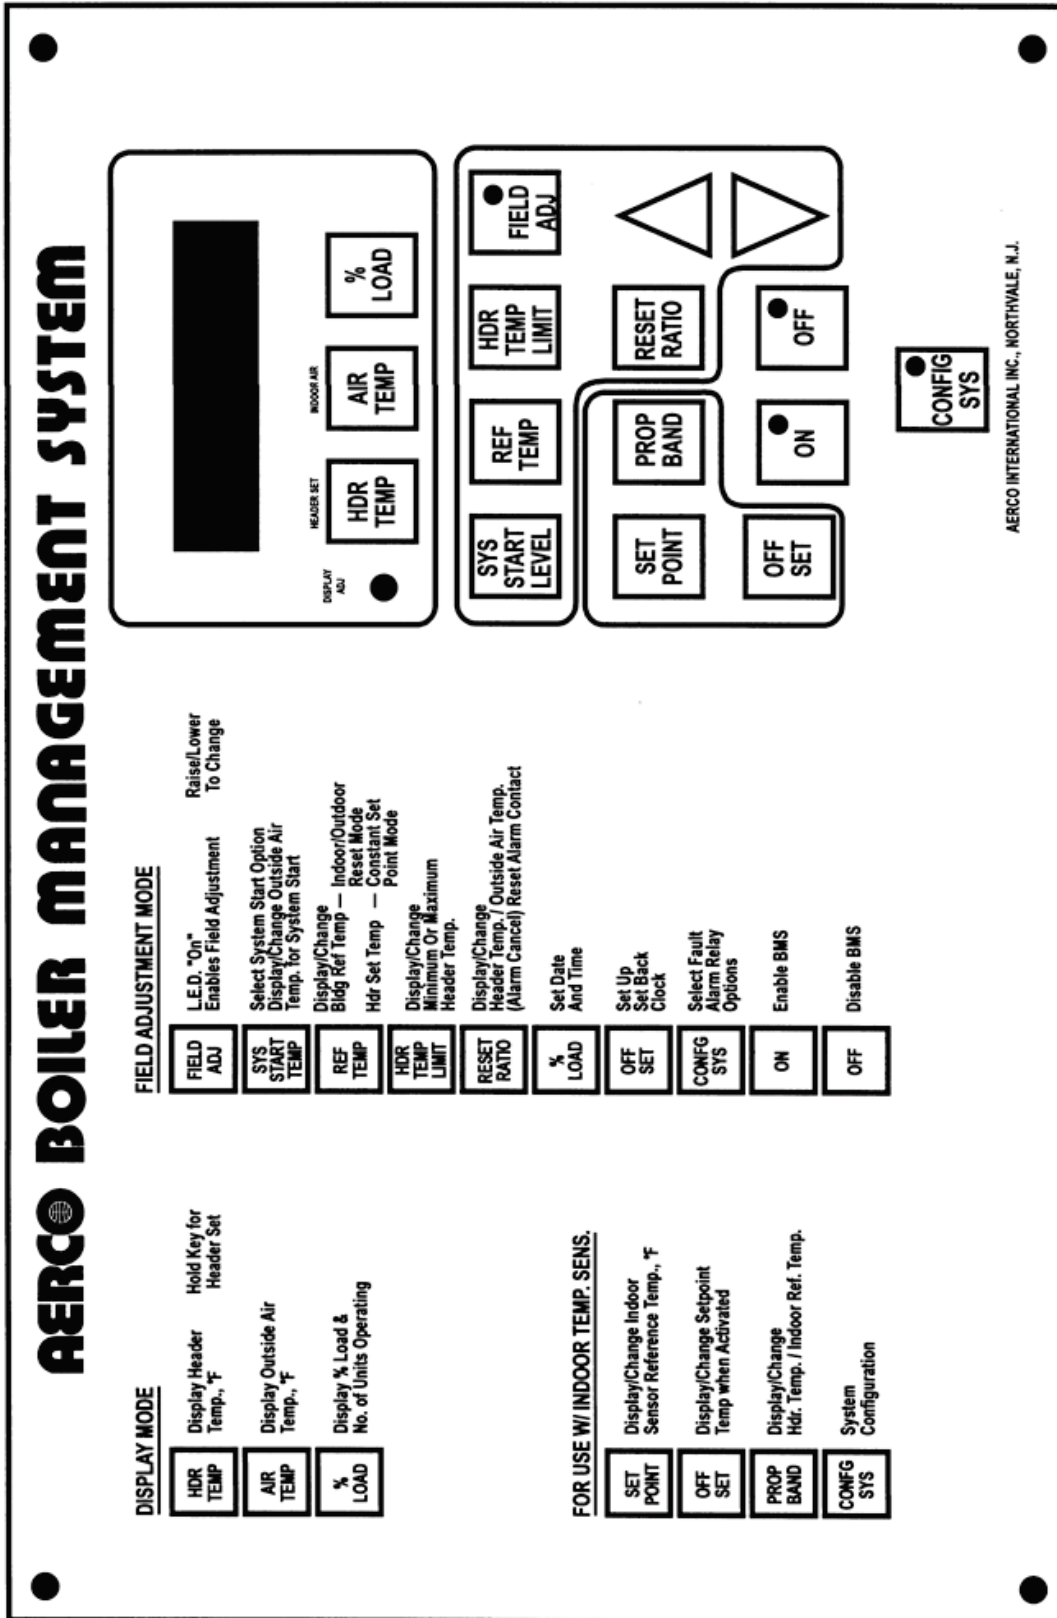 AERCO BOILER MANAGEMENT SYSTEM
DISPLAY MODE
HDR
TEMP
Display Header
Temp., °F
Hold Key for
Header Set
AIR
TEMP
Display Outside Air
Temp., °F
%
LOAD
Display % Load &
No. of Units Operating
FOR USE W/ INDOOR TEMP. SENS.
SET
POINT
Display/Change Indoor
Sensor Reference Temp., °F
OFF
SET
Display/Change Setpoint
Temp when Activated
PROP
BAND
Display/Change
Hdr. Temp. / Indoor Ref. Temp.
CONFG
SYS
System
Configuration
FIELD ADJUSTMENT MODE
FIELD
ADJ
L.E.D. "On"
Enables Field Adjustment
Raise/Lower
To Change
SYS
START
TEMP
Select System Start Option
Display/Change Outside Air
Temp. for System Start
REF
TEMP
Display/Change
Bldg Ref Temp — Indoor/Outdoor
Reset Mode
Hdr Set Temp — Constant Set
Point Mode
HDR
TEMP
LIMIT
Display/Change
Minimum Or Maximum
Header Temp.
RESET
RATIO
Display/Change
Header Temp. / Outside Air Temp.
(Alarm Cancel) Reset Alarm Contact
%
LOAD
Set Date
And Time
OFF
SET
Set Up
Set Back
Clock
CONFG
SYS
Select Fault
Alarm Relay
Options
ON
Enable BMS
OFF
Disable BMS
DISPLAY
ADJ
HEADER SET
HDR
TEMP
INDOOR AIR
AIR
TEMP
%
LOAD
SYS
START
LEVEL
REF
TEMP
HDR
TEMP
LIMIT
FIELD
ADJ
SET
POINT
PROP
BAND
RESET
RATIO
OFF
SET
ON
OFF
CONFIG
SYS
AERCO INTERNATIONAL INC., NORTHVALE, N.J.